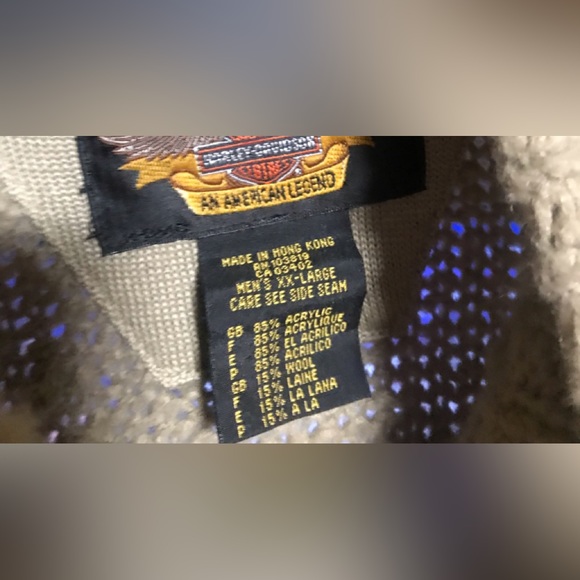 HARLEY-DAVIDSON
AN AMERICAN LEGEND
MADE IN HONG KONG
RN 103819
CA 03402
MEN'S XX-LARGE
CARE SEE SIDE SEAM
GB 85% ACRYLIC
F 85% ACRYLIQUE
E 85% EL ACRILICO
P 85% ACRILICO
GB 15% WOOL
F 15% LAINE
E 15% LA LANA
P 15% A LA